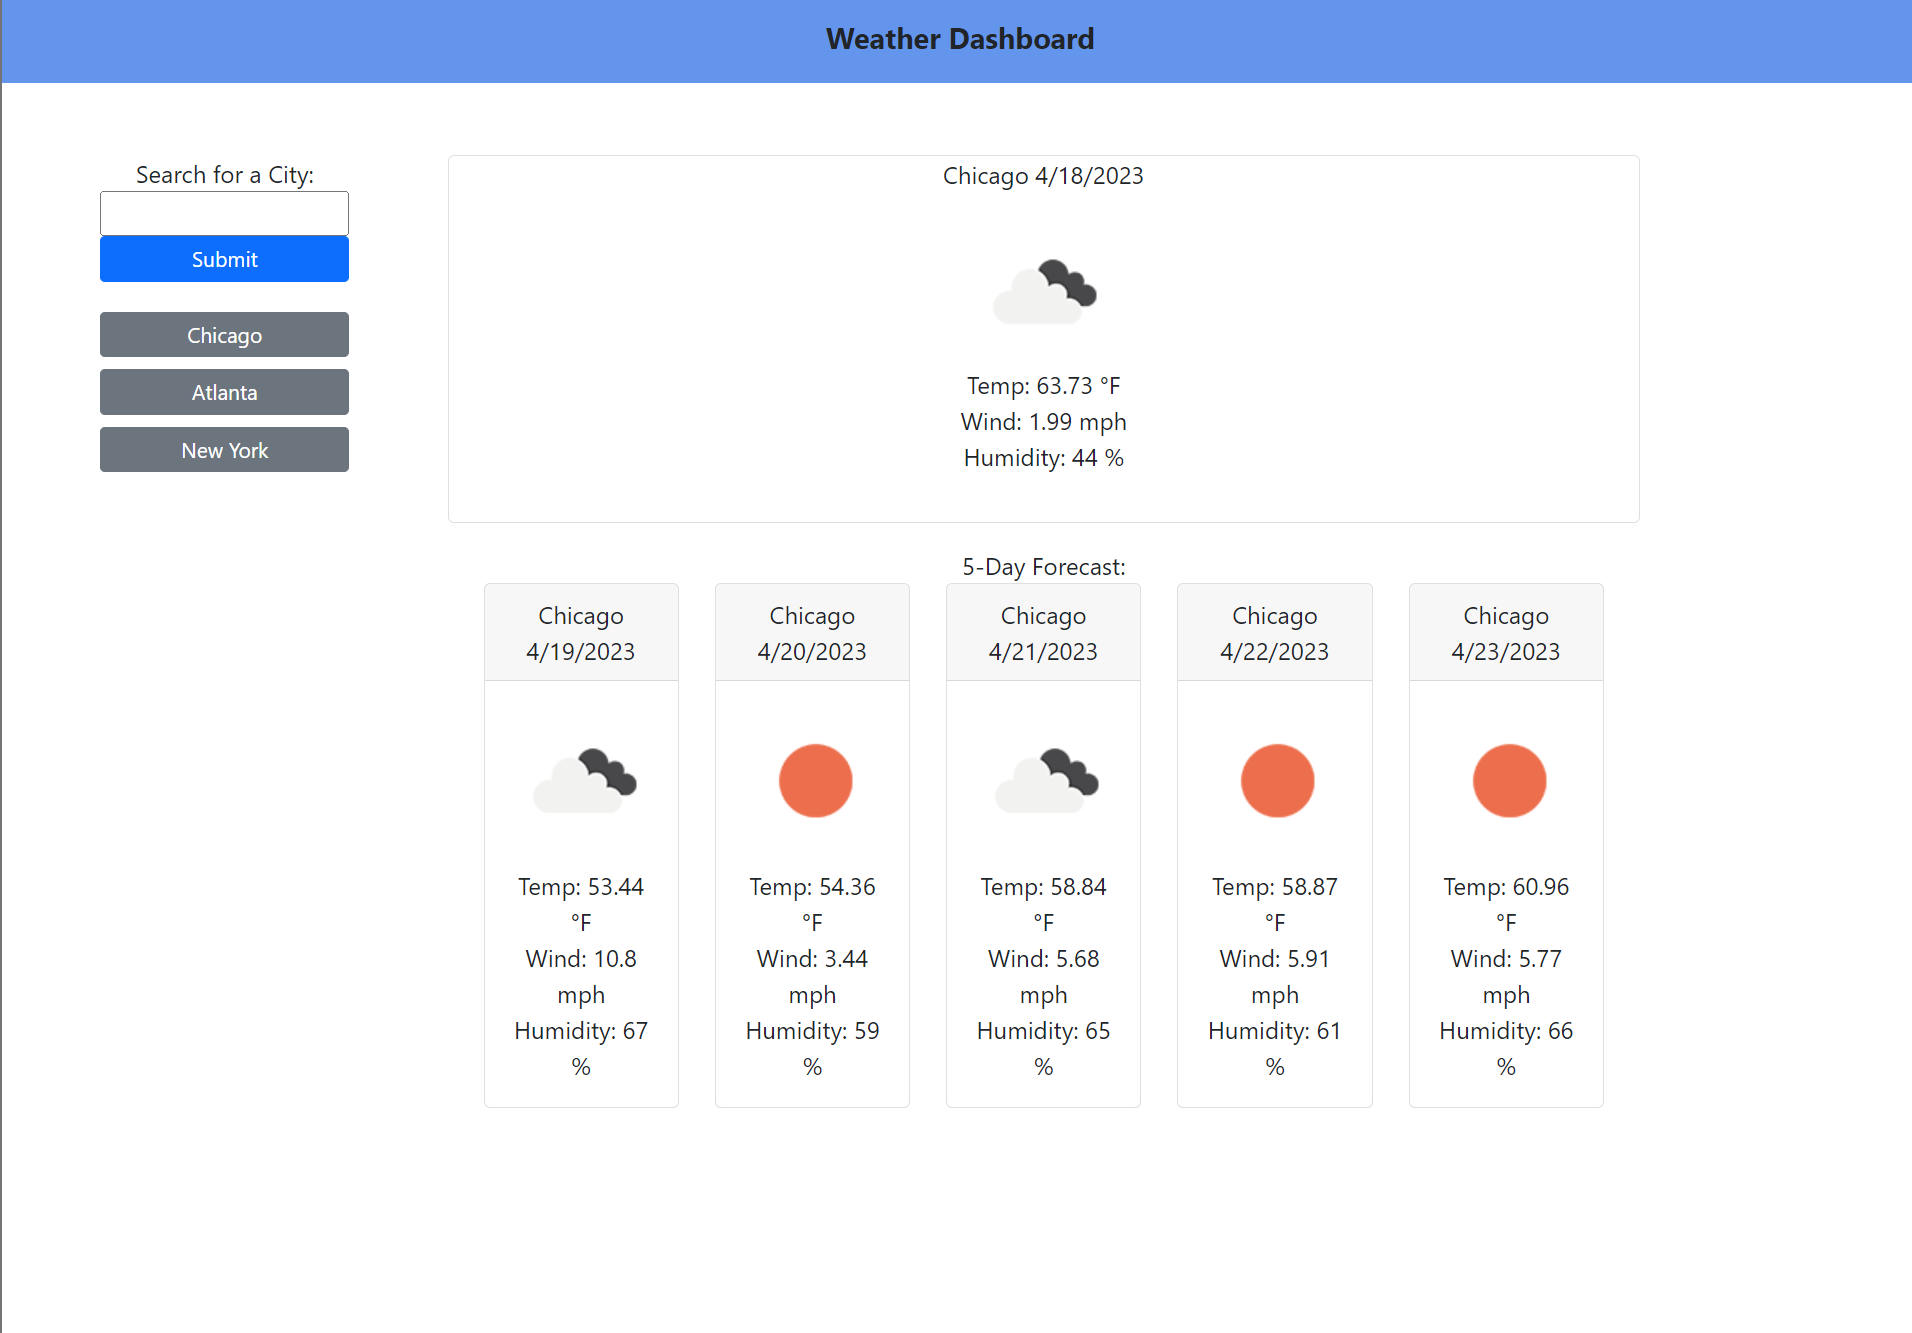 Weather Dashboard
Search for a City:
Submit
Chicago
Atlanta
New York
Chicago 4/18/2023
Temp: 63.73 °F
Wind: 1.99 mph
Humidity: 44 %
5-Day Forecast:
Chicago
4/19/2023
Temp: 53.44
°F
Wind: 10.8
mph
Humidity: 67
%
Chicago
4/20/2023
Temp: 54.36
°F
Wind: 3.44
mph
Humidity: 59
%
Chicago
4/21/2023
Temp: 58.84
°F
Wind: 5.68
mph
Humidity: 65
%
Chicago
4/22/2023
Temp: 58.87
°F
Wind: 5.91
mph
Humidity: 61
%
Chicago
4/23/2023
Temp: 60.96
°F
Wind: 5.77
mph
Humidity: 66
%